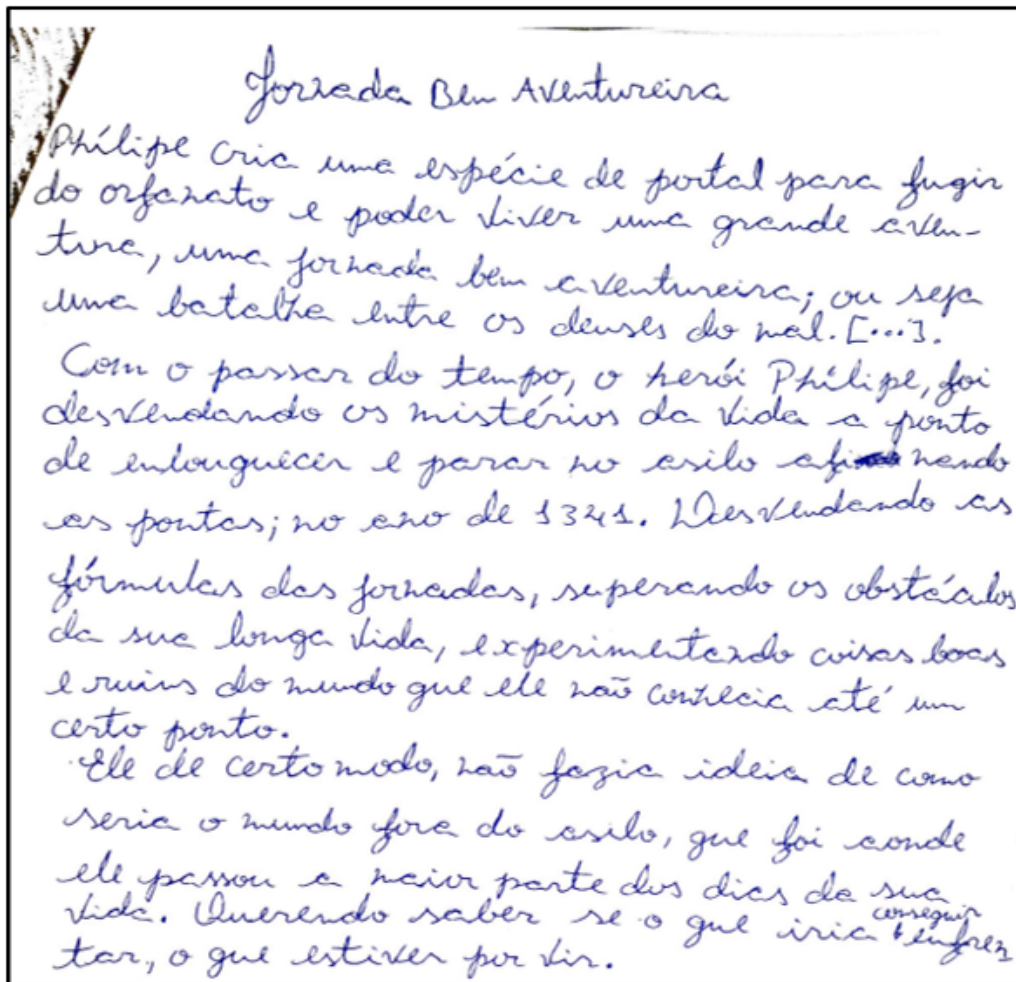 Jornada Bem Aventureira
Phílipe cria uma espécie de portal para fugir
do orfanato e poder viver uma grande aven-
tura, uma jornada bem aventureira; ou seja
uma batalha entre os deuses do mal. [...].
Com o passar do tempo, o herói Phílipe, foi
desvendando os mistérios da vida a ponto
de enlouquecer e parar no asilo afinando
as pontas; no ano de 1341. Desvendando as
fórmulas das jornadas, superando os obstáculos
da sua longa vida, experimentando coisas boas
e ruins do mundo que ele não conhecia até um
certo ponto.
Ele de certo modo, não fazia ideia de como
seria o mundo fora do asilo, que foi aonde
ele passou a maior parte dos dias da sua
vida. Querendo saber se o que iria conseguir enfren
tar, o que estiver por vir.